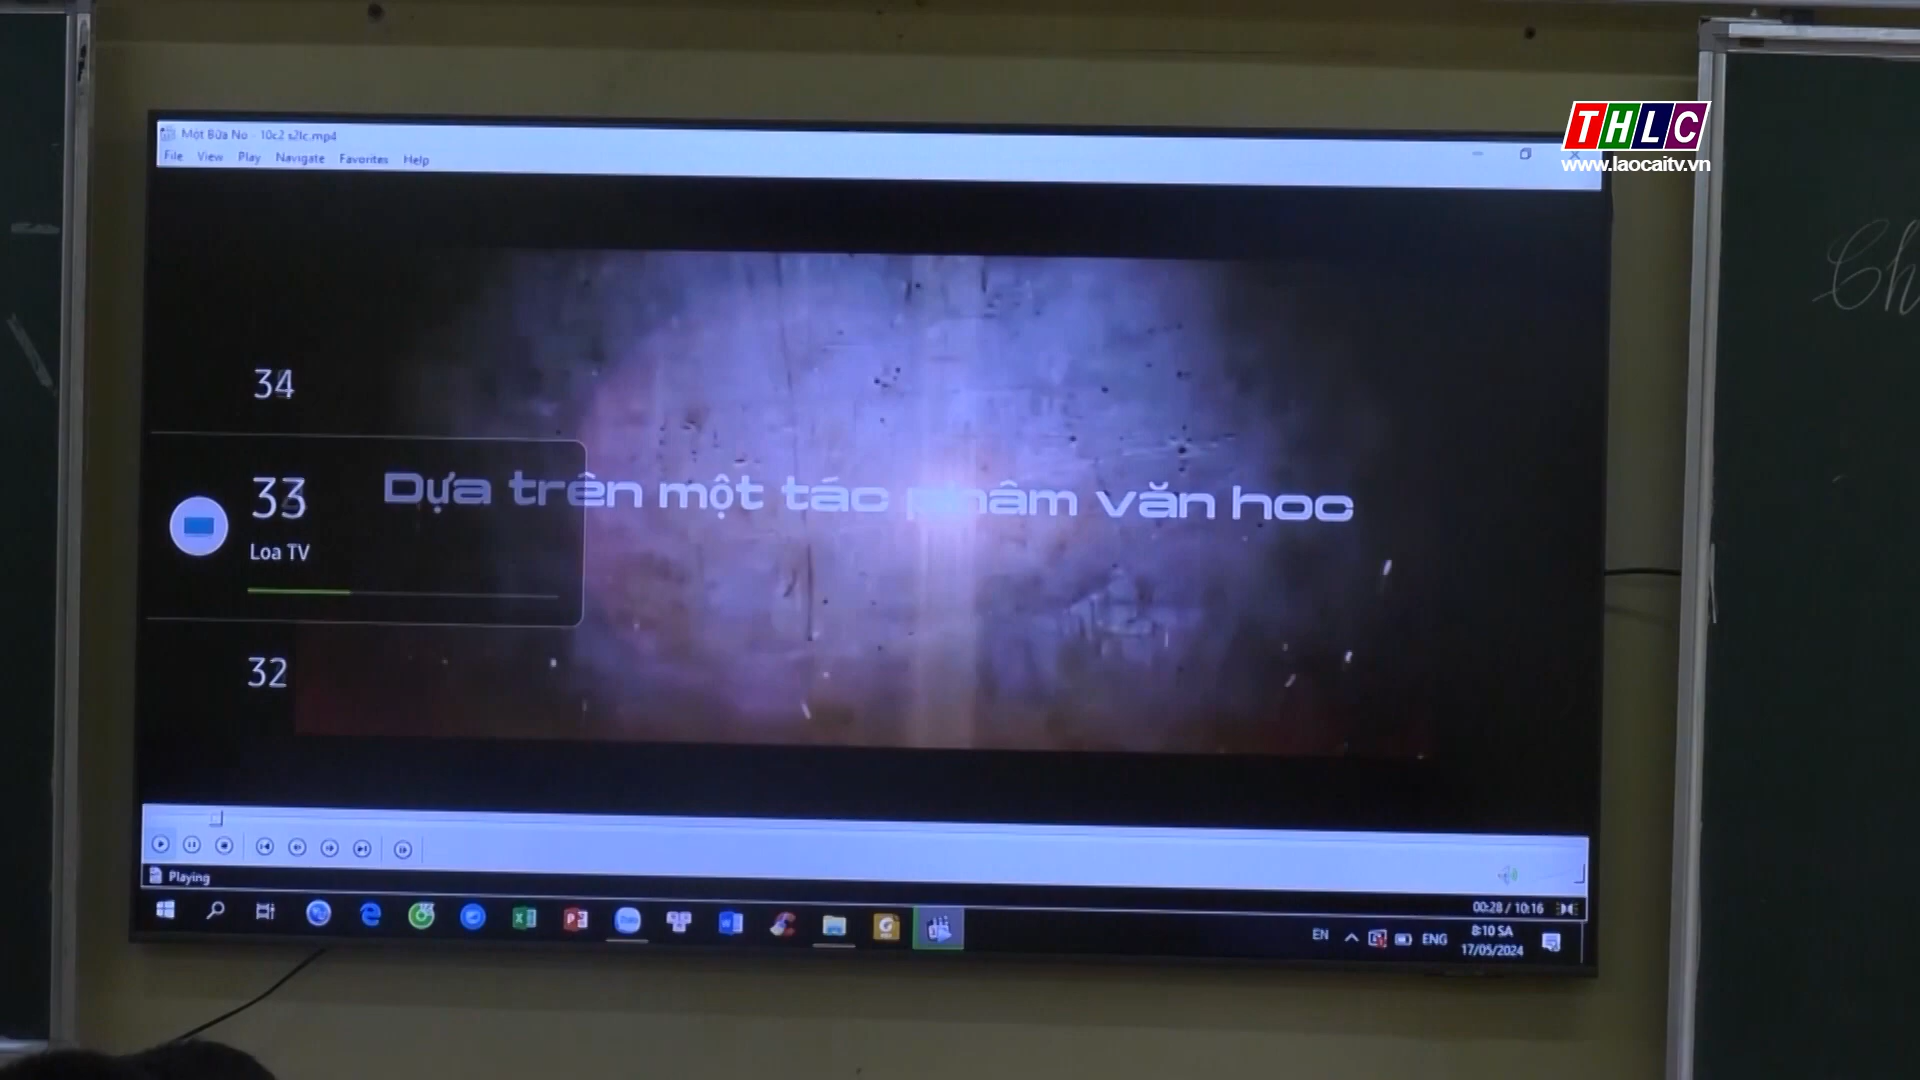 THLC
www.laocaitv.vn
Một Bữa No - 10c2 s2lc.mp4
File View Play Navigate Favorites Help
34
33
Loa TV
32
Dựa trên một tác phẩm văn học
Playing
00:28 / 10:16
EN
ENG
8:10 SA
17/05/2024
Ch